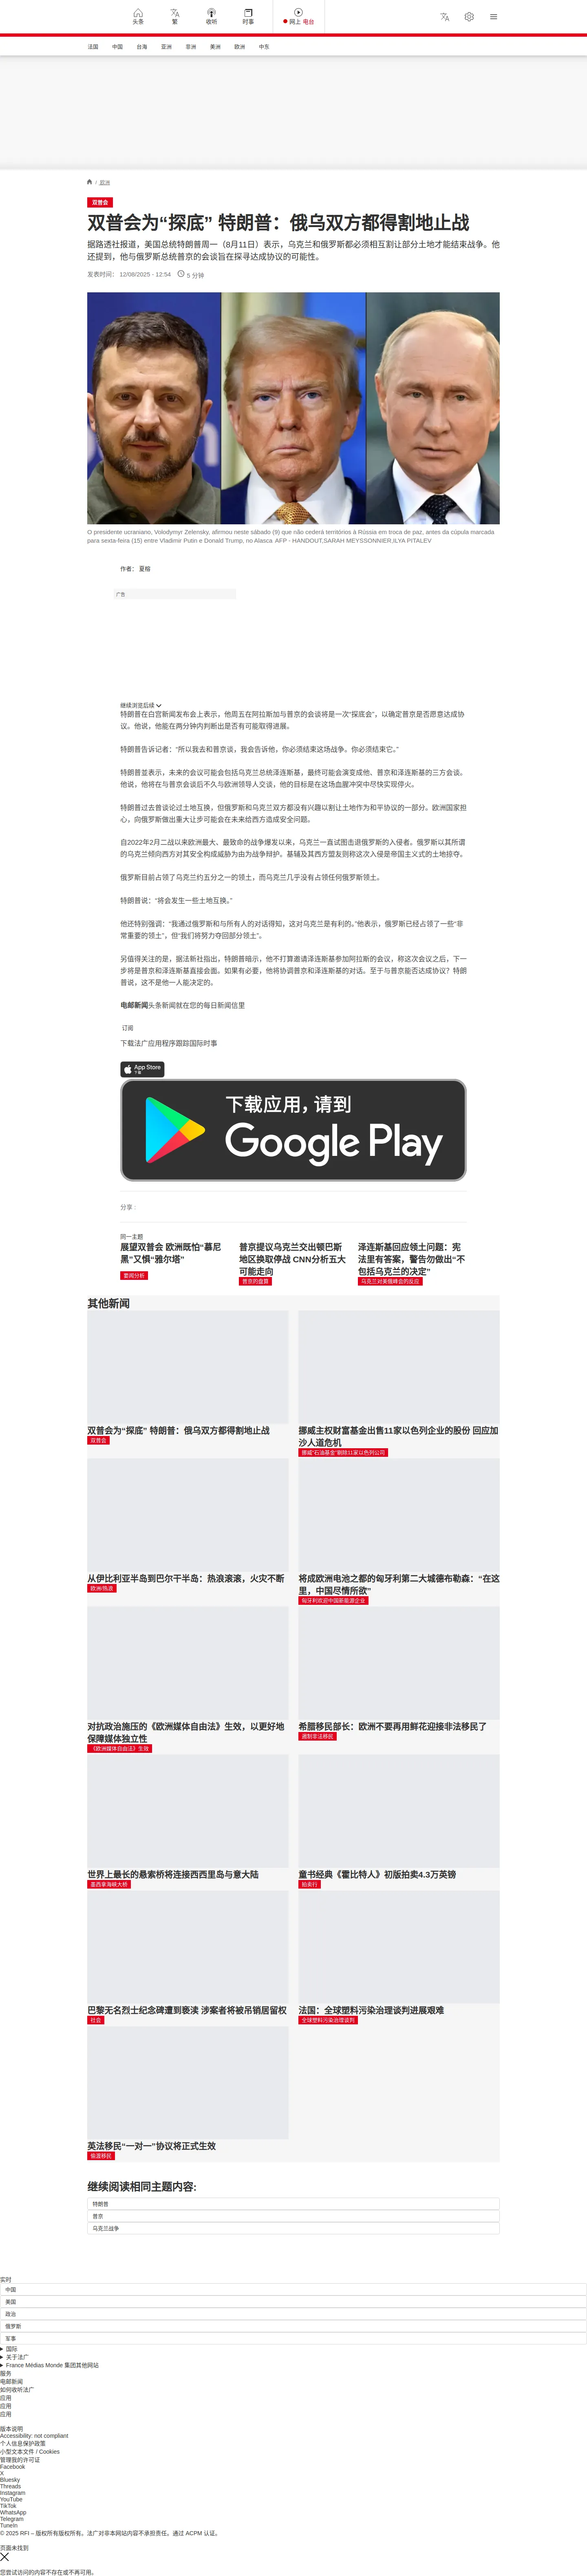 头条
繁
收听
时事
网上 电台
法国 中国 台海 亚洲 非洲 美洲 欧洲 中东
/ 欧洲
双普会
双普会为“探底” 特朗普：俄乌双方都得割地止战
据路透社报道，美国总统特朗普周一（8月11日）表示，乌克兰和俄罗斯都必须相互割让部分土地才能结束战争。他
还提到，他与俄罗斯总统普京的会谈旨在探寻达成协议的可能性。
发表时间： 12/08/2025 - 12:54 5 分钟
O presidente ucraniano, Volodymyr Zelensky, afirmou neste sábado (9) que não cederá territórios à Rússia em troca de paz, antes da cúpula marcada
para sexta-feira (15) entre Vladimir Putin e Donald Trump, no Alasca .AFP - HANDOUT,SARAH MEYSSONNIER,ILYA PITALEV
作者： 夏榕
广告
继续浏览后续
特朗普在白宫新闻发布会上表示，他周五在阿拉斯加与普京的会谈将是一次“探底会”，以确定普京是否愿意达成协
议。他说，他能在两分钟内判断出是否有可能取得进展。
特朗普告诉记者：“所以我去和普京谈，我会告诉他，你必须结束这场战争。你必须结束它。”
特朗普並表示，未来的会议可能会包括乌克兰总统泽连斯基，最终可能会演变成他、普京和泽连斯基的三方会谈。
他说，他将在与普京会谈后不久与欧洲领导人交谈，他的目标是在这场血腥冲突中尽快实现停火。
特朗普过去曾谈论过土地互换，但俄罗斯和乌克兰双方都没有兴趣以割让土地作为和平协议的一部分。欧洲国家担
心，向俄罗斯做出重大让步可能会在未来给西方造成安全问题。
自2022年2月二战以来欧洲最大、最致命的战争爆发以来，乌克兰一直试图击退俄罗斯的入侵者。俄罗斯以其所谓
的乌克兰倾向西方对其安全构成威胁为由为战争辩护。基辅及其西方盟友则称这次入侵是帝国主义式的土地掠夺。
俄罗斯目前占领了乌克兰约五分之一的领土，而乌克兰几乎没有占领任何俄罗斯领土。
特朗普说：“将会发生一些土地互换。”
他还特别强调：“我通过俄罗斯和与所有人的对话得知，这对乌克兰是有利的。”他表示，俄罗斯已经占领了一些“非
常重要的领土”，但“我们将努力夺回部分领土”。
另值得关注的是，据法新社指出，特朗普暗示，他不打算邀请泽连斯基参加阿拉斯的会议，称这次会议之后，下一
步将是普京和泽连斯基直接会面。如果有必要，他将协调普京和泽连斯基的对话。至于与普京能否达成协议？特朗
普说，这不是他一人能决定的。
电邮新闻头条新闻就在您的每日新闻信里
订阅
下载法广应用程序跟踪国际时事
App Store
下载
下载应用，请到
Google Play
分享 :
同一主题
展望双普会 欧洲既怕“慕尼
黑”又惧“雅尔塔”
要闻分析
普京提议乌克兰交出顿巴斯
地区换取停战 CNN分析五大
可能走向
普京的盘算
泽连斯基回应领土问题：宪
法里有答案，警告勿做出“不
包括乌克兰的决定”
乌克兰对美俄峰会的反应
其他新闻
双普会为“探底” 特朗普：俄乌双方都得割地止战
双普会
挪威主权财富基金出售11家以色列企业的股份 回应加
沙人道危机
挪威“石油基金”剔除11家以色列公司
从伊比利亚半岛到巴尔干半岛：热浪滚滚，火灾不断
欧洲/热浪
将成欧洲电池之都的匈牙利第二大城德布勒森：“在这
里，中国尽情所欲”
匈牙利欢迎中国新能源企业
对抗政治施压的《欧洲媒体自由法》生效，以更好地
保障媒体独立性
《欧洲媒体自由法》生效
希腊移民部长：欧洲不要再用鲜花迎接非法移民了
遏制非法移民
世界上最长的悬索桥将连接西西里岛与意大陆
墨西拿海峡大桥
童书经典《霍比特人》初版拍卖4.3万英镑
拍卖行
巴黎无名烈士纪念碑遭到亵渎 涉案者将被吊销居留权
社会
法国：全球塑料污染治理谈判进展艰难
全球塑料污染治理谈判
英法移民“一对一”协议将正式生效
偷渡移民
继续阅读相同主题内容:
特朗普
普京
乌克兰战争
实时
中国
美国
政治
俄罗斯
军事
国际
关于法广
France Médias Monde 集团其他网站
服务
电邮新闻
如何收听法广
应用
应用
应用
版本说明
Accessibility: not compliant
个人信息保护政策
小型文本文件 / Cookies
管理我的许可证
Facebook
X
Bluesky
Threads
Instagram
YouTube
TikTok
WhatsApp
Telegram
TuneIn
© 2025 RFI – 版权所有版权所有。法广对非本网站内容不承担责任。通过 ACPM 认证。
页面未找到
您尝试访问的内容不存在或不再可用。